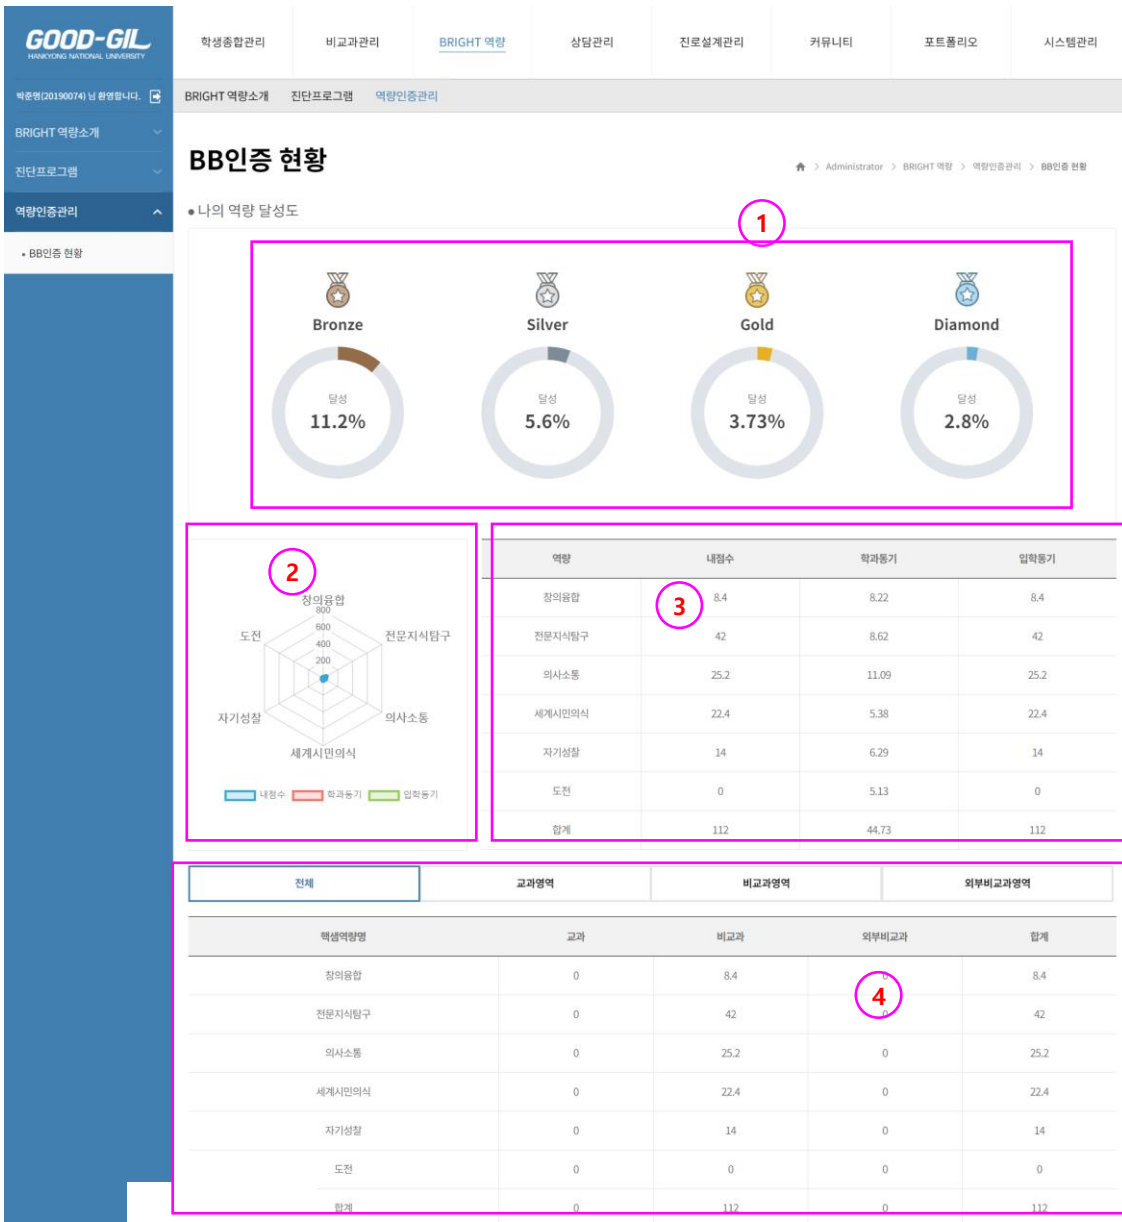 GOOD-GIL
HANKYONG NATIONAL UNIVERSITY
학생종합관리 비교과관리 BRIGHT 역량 상담관리 진로설계관리 커뮤니티 포트폴리오 시스템관리
박준명(20190074) 님 환영합니다.
BRIGHT 역량소개 진단프로그램 역량인증관리
BRIGHT 역량소개
진단프로그램
역량인증관리
• BB인증 현황
BB인증 현황
> Administrator > BRIGHT 역량 > 역량인증관리 > BB인증 현황
● 나의 역량 달성도
1
Bronze Silver Gold Diamond
달성 달성 달성 달성
11.2% 5.6% 3.73% 2.8%
2
창의융합
800
600
400
200
도전 전문지식탐구
자기성찰 의사소통
세계시민의식
내점수 학과동기 입학동기
역량 내점수 학과동기 입학동기
3
창의융합 8.4 8.22 8.4
전문지식탐구 42 8.62 42
의사소통 25.2 11.09 25.2
세계시민의식 22.4 5.38 22.4
자기성찰 14 6.29 14
도전 0 5.13 0
합계 112 44.73 112
전체 교과영역 비교과영역 외부비교과영역
핵샘역량명 교과 비교과 외부비교과 합계
4
창의융합 0 8.4 0 8.4
전문지식탐구 0 42 0 42
의사소통 0 25.2 0 25.2
세계시민의식 0 22.4 0 22.4
자기성찰 0 14 0 14
도전 0 0 0 0
합계 0 112 0 112